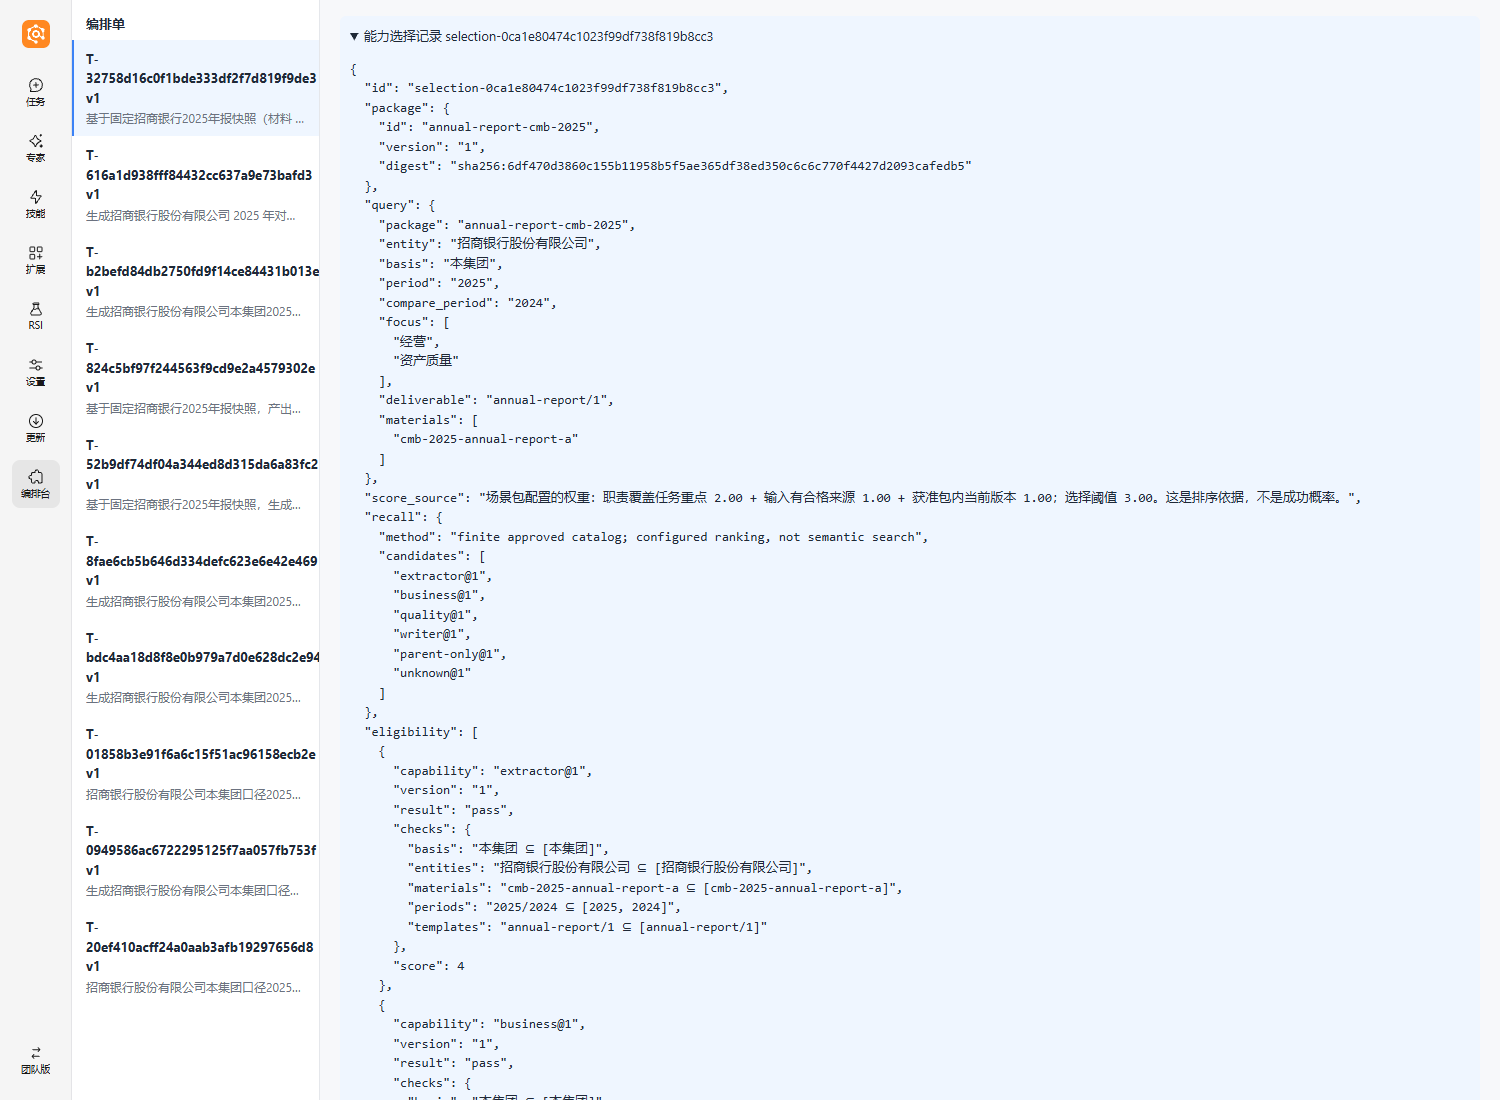 任务
专家
技能
扩展
RSI
设置
更新
编排台
团队版
编排单
T-
32758d16c0f1bde333df2f7d819f9de3
v1
基于固定招商银行2025年报快照（材料 ...
T-
616a1d938fff84432cc637a9e73bafd3
v1
生成招商银行股份有限公司 2025 年对...
T-
b2befd84db2750fd9f14ce84431b013e
v1
生成招商银行股份有限公司本集团2025...
T-
824c5bf97f244563f9cd9e2a4579302e
v1
基于固定招商银行2025年报快照，产出...
T-
52b9df74df04a344ed8d315da6a83fc2
v1
基于固定招商银行2025年报快照，生成...
T-
8fae6cb5b646d334defc623e6e42e469
v1
生成招商银行股份有限公司本集团2025...
T-
bdc4aa18d8f8e0b979a7d0e628dc2e94
v1
生成招商银行股份有限公司本集团2025...
T-
01858b3e91f6a6c15f51ac96158ecb2e
v1
招商银行股份有限公司本集团口径2025...
T-
0949586ac6722295125f7aa057fb753f
v1
生成招商银行股份有限公司本集团口径...
T-
20ef410acff24a0aab3afb19297656d8
v1
招商银行股份有限公司本集团口径2025...
▼ 能力选择记录 selection-0ca1e80474c1023f99df738f819b8cc3
{
"id": "selection-0ca1e80474c1023f99df738f819b8cc3",
"package": {
"id": "annual-report-cmb-2025",
"version": "1",
"digest": "sha256:6df470d3860c155b11958b5f5ae365df38ed350c6c6c770f4427d2093cafedb5"
},
"query": {
"package": "annual-report-cmb-2025",
"entity": "招商银行股份有限公司",
"basis": "本集团",
"period": "2025",
"compare_period": "2024",
"focus": [
"经营",
"资产质量"
],
"deliverable": "annual-report/1",
"materials": [
"cmb-2025-annual-report-a"
]
},
"score_source": "场景包配置的权重：职责覆盖任务重点 2.00 + 输入有合格来源 1.00 + 获准包内当前版本 1.00；选择阈值 3.00。这是排序依据，不是成功概率。",
"recall": {
"method": "finite approved catalog; configured ranking, not semantic search",
"candidates": [
"extractor@1",
"business@1",
"quality@1",
"writer@1",
"parent-only@1",
"unknown@1"
]
},
"eligibility": [
{
"capability": "extractor@1",
"version": "1",
"result": "pass",
"checks": {
"basis": "本集团 ⊆ [本集团]",
"entities": "招商银行股份有限公司 ⊆ [招商银行股份有限公司]",
"materials": "cmb-2025-annual-report-a ⊆ [cmb-2025-annual-report-a]",
"periods": "2025/2024 ⊆ [2025, 2024]",
"templates": "annual-report/1 ⊆ [annual-report/1]"
},
"score": 4
},
{
"capability": "business@1",
"version": "1",
"result": "pass",
"checks": {